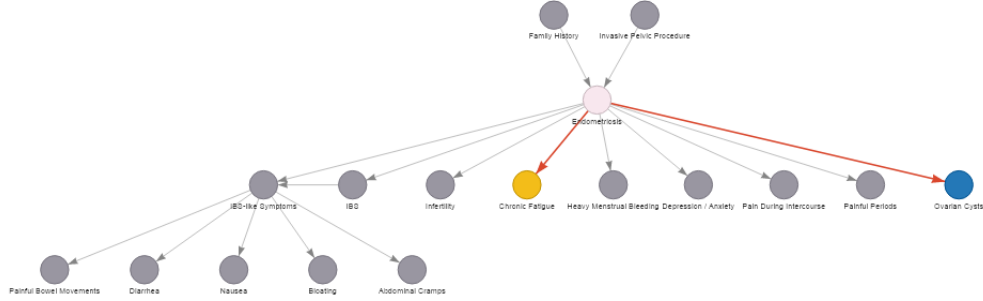 Family History
Invasive Pelvic Procedure
Endometriosis
IBS-like Symptoms
IBS
Infertility
Chronic Fatigue
Heavy Menstrual Bleeding
Depression / Anxiety
Pain During Intercourse
Painful Periods
Ovarian Cysts
Painful Bowel Movements
Diarrhea
Nausea
Bloating
Abdominal Cramps